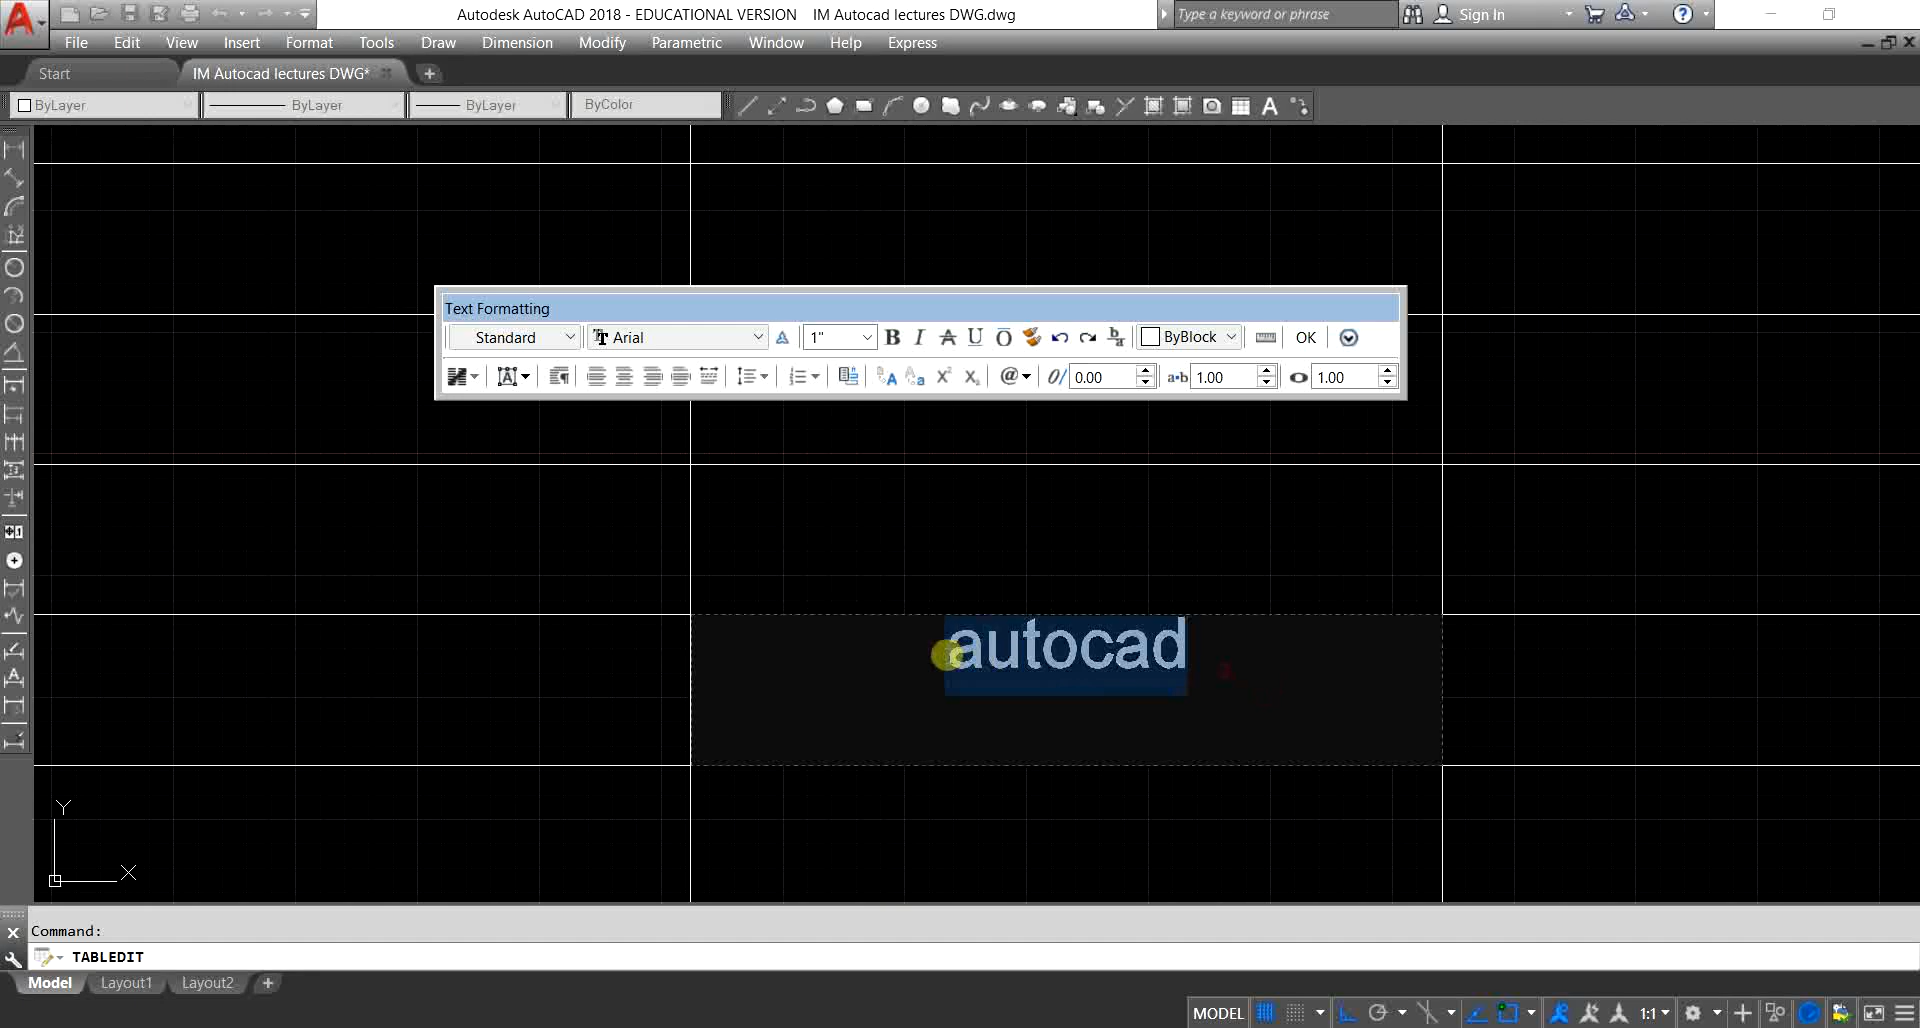 Autodesk AutoCAD 2018 - EDUCATIONAL VERSION IM Autocad lectures DWG.dwg
Type a keyword or phrase
Sign In
File Edit View Insert Format Tools Draw Dimension Modify Parametric Window Help Express
Start IM Autocad lectures DWG*
ByLayer ByLayer ByLayer ByColor
Text Formatting
Standard Arial 1" B I A U O ByBlock OK
@ 0/ 0.00 a•b 1.00 1.00
autocad
Y
X
Command:
TABLEDIT
Model Layout1 Layout2
MODEL 1:1